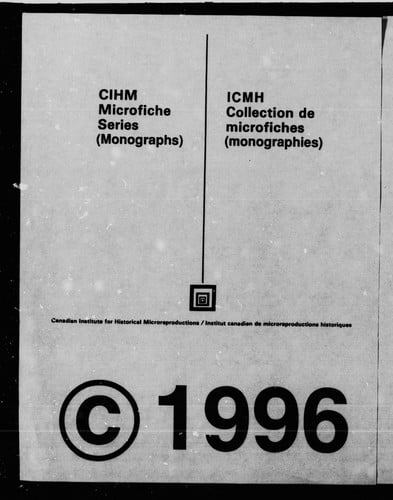 CIHM
Microfiche
Series
(Monographs)
ICMH
Collection de
microfiches
(monographies)
Canadian Institute for Historical Microreproductions / Institut canadien de microreproductions historiques
© 1996